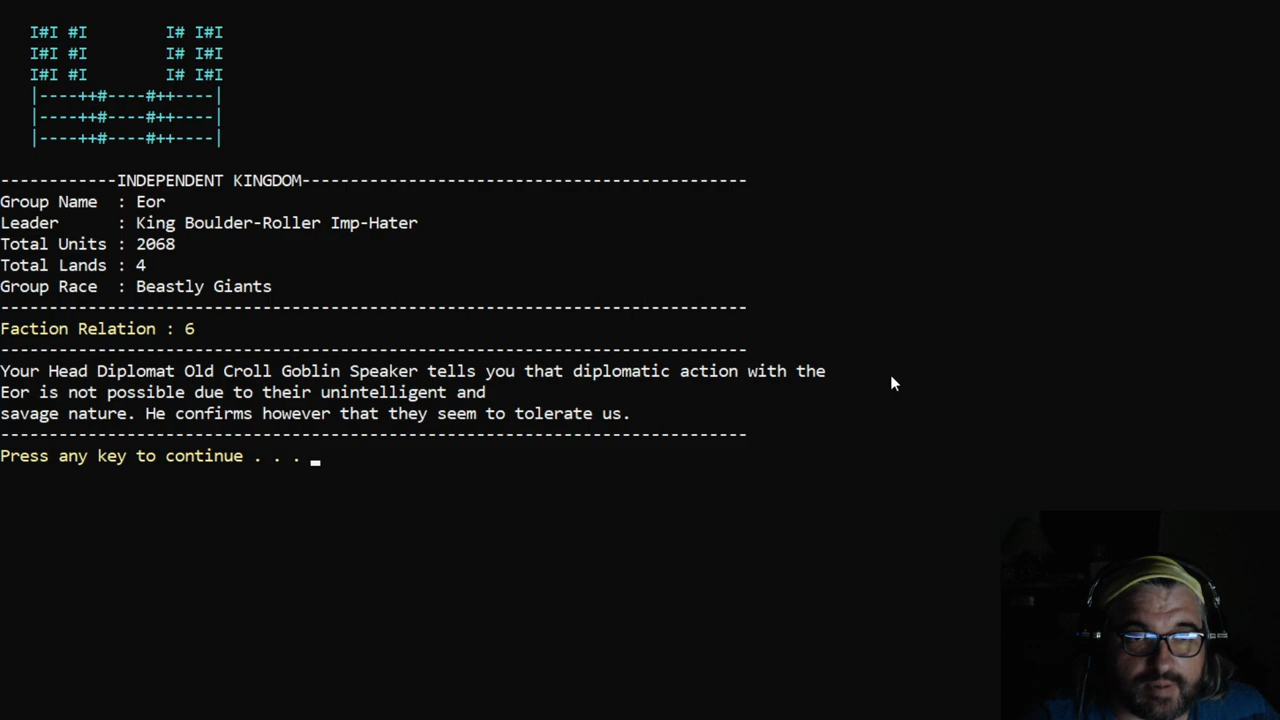 I#I #I        I# I#I
I#I #I        I# I#I
I#I #I        I# I#I
|----++#----#++----|
|----++#----#++----|
|----++#----#++----|
------------INDEPENDENT KINGDOM----------------------------------------------
Group Name  : Eor
Leader      : King Boulder-Roller Imp-Hater
Total Units : 2068
Total Lands : 4
Group Race  : Beastly Giants
-----------------------------------------------------------------------------
Faction Relation : 6
-----------------------------------------------------------------------------
Your Head Diplomat Old Croll Goblin Speaker tells you that diplomatic action with the
Eor is not possible due to their unintelligent and
savage nature. He confirms however that they seem to tolerate us.
-----------------------------------------------------------------------------
Press any key to continue . . . _